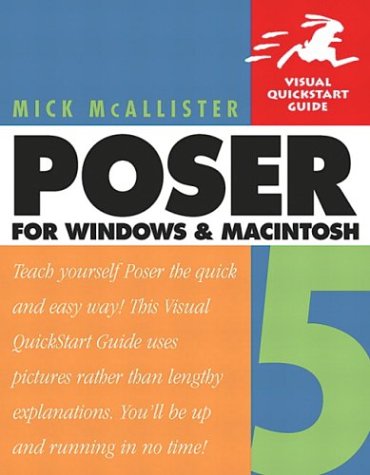 VISUAL
QUICKSTART
GUIDE
MICK McALLISTER
POSER
FOR WINDOWS & MACINTOSH
5
Teach yourself Poser the quick
and easy way! This Visual
QuickStart Guide uses
pictures rather than lengthy
explanations. You'll be up
and running in no time!